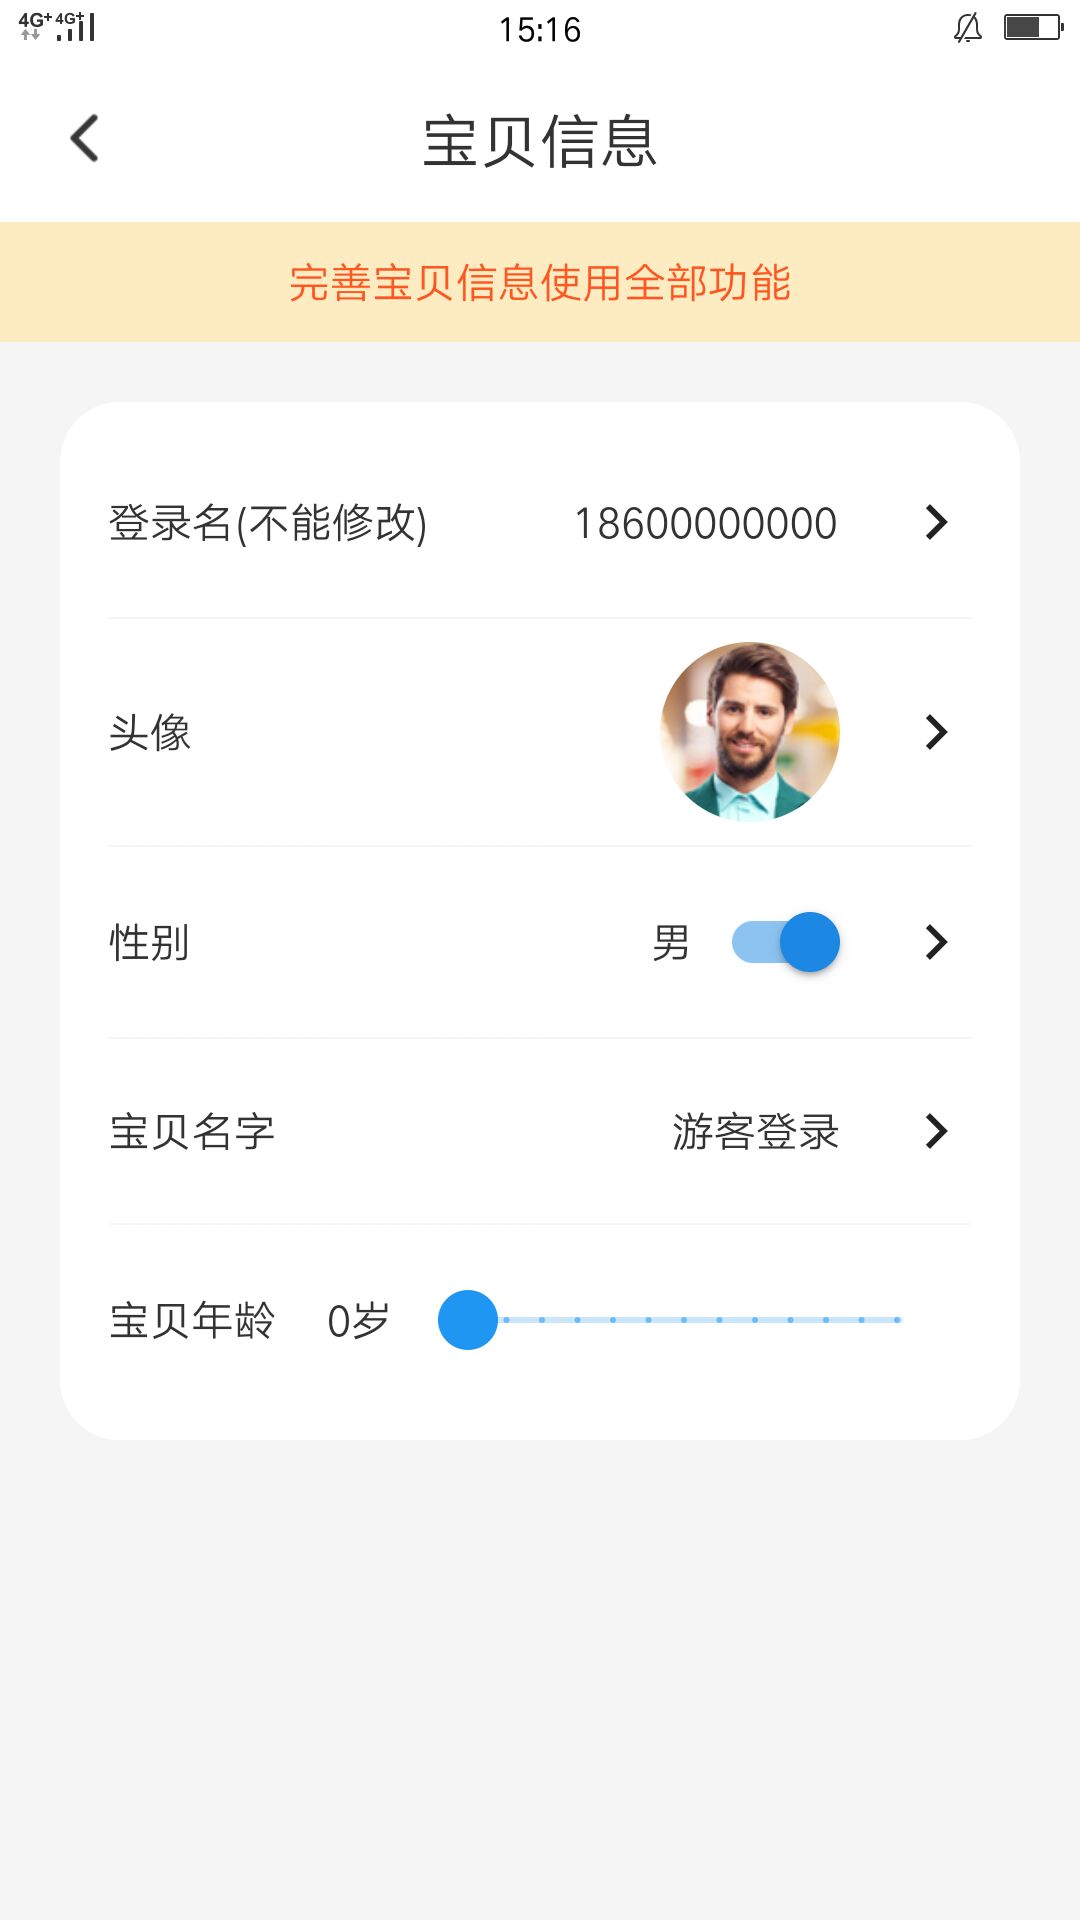 4G+ 4G+
15:16
宝贝信息
完善宝贝信息使用全部功能
登录名(不能修改) 18600000000
头像
性别 男
宝贝名字 游客登录
宝贝年龄 0岁